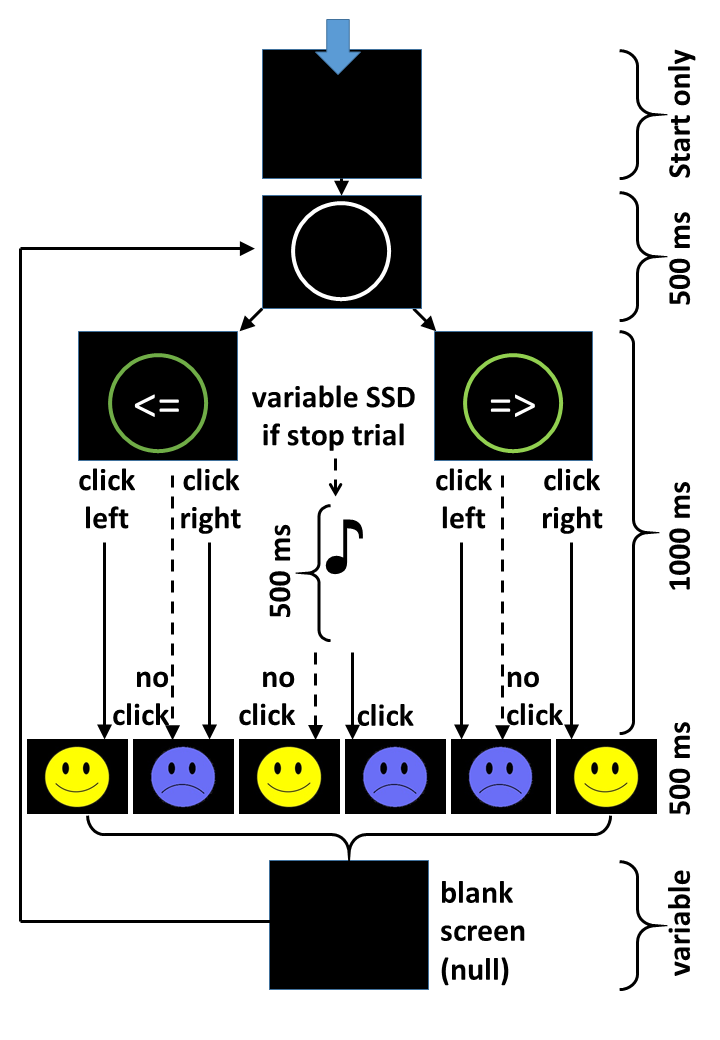 Start only
500 ms
<=
variable SSD
if stop trial
=>
click
left
click
right
click
left
click
right
500 ms
1000 ms
no
click
no
click
click
no
click
500 ms
blank
screen
(null)
variable